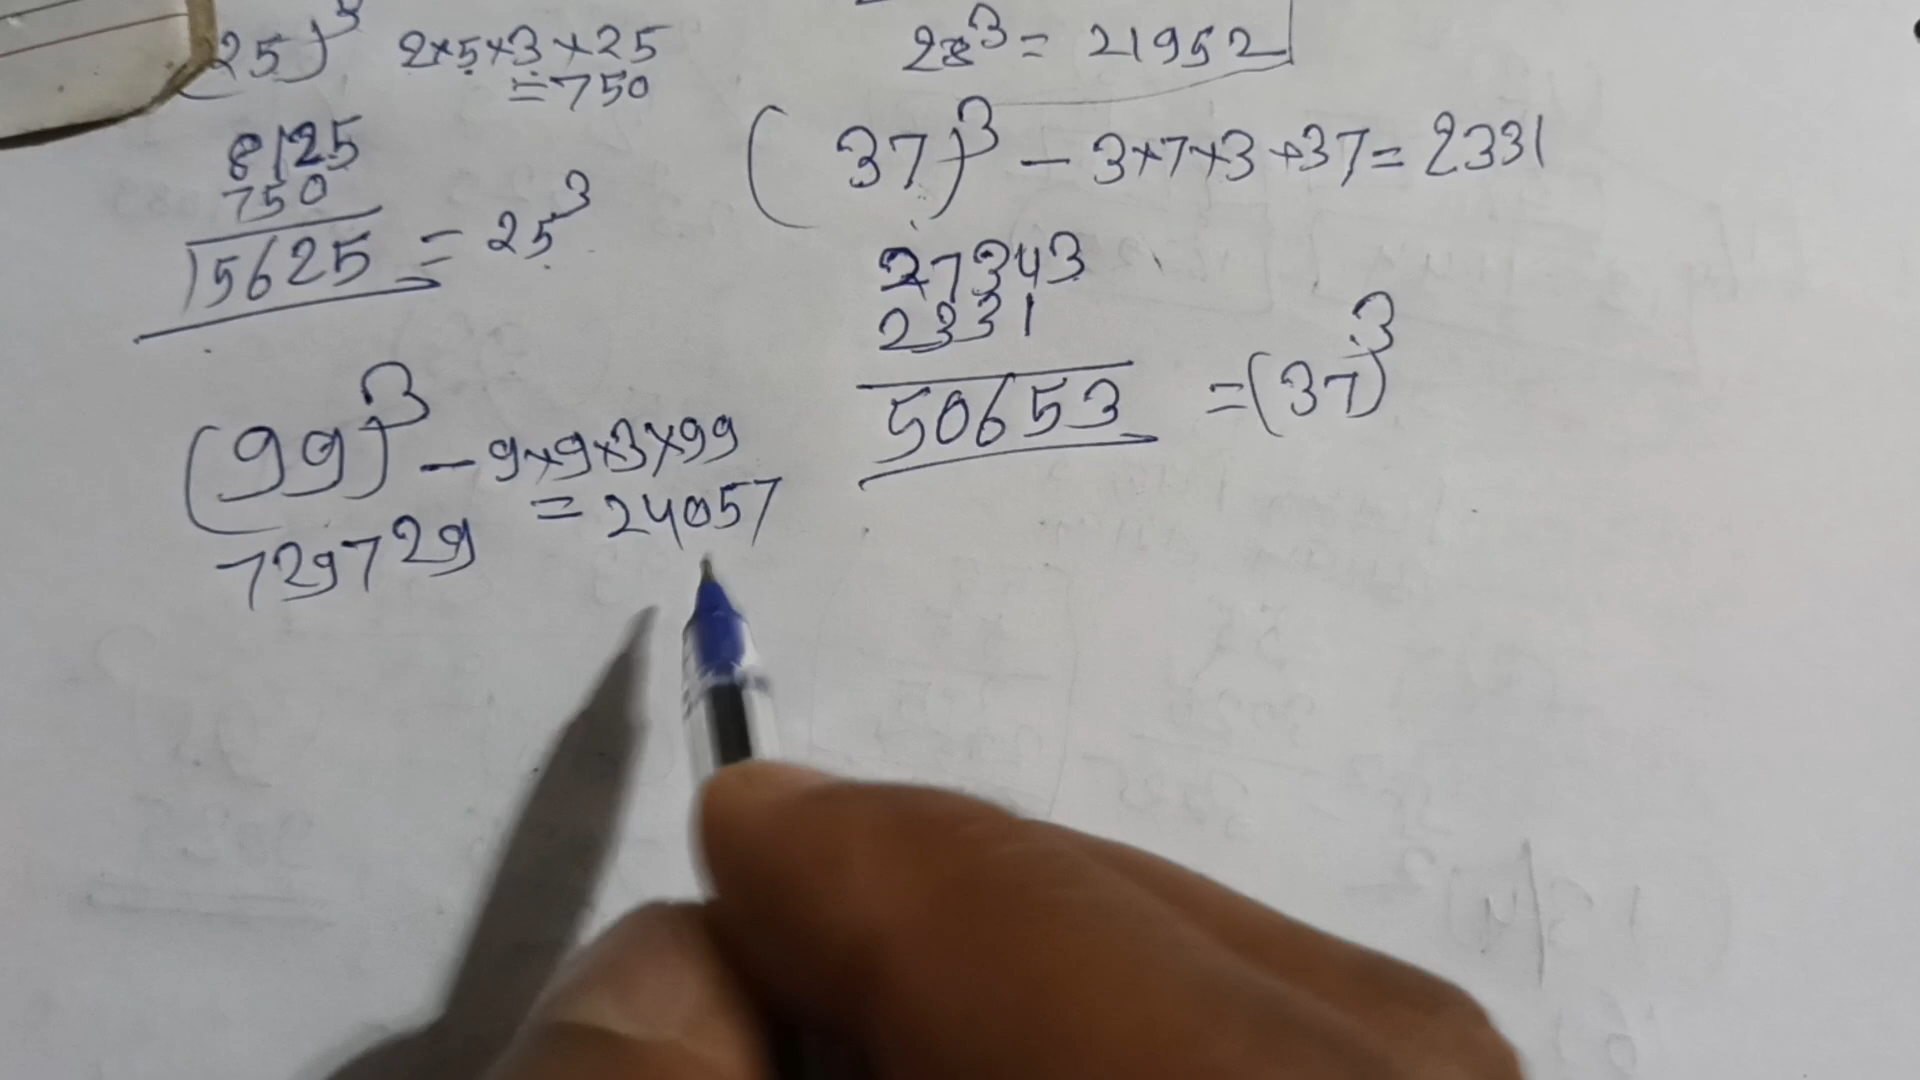 (25)³ 2×5×3×25
=750
8125
750
15625 = 25³
28³ = 21952
(37)³ - 3×7×3×37 = 2331
27343
2331
50653 = (37)³
(99)³ - 9×9×3×99
= 24057
729729